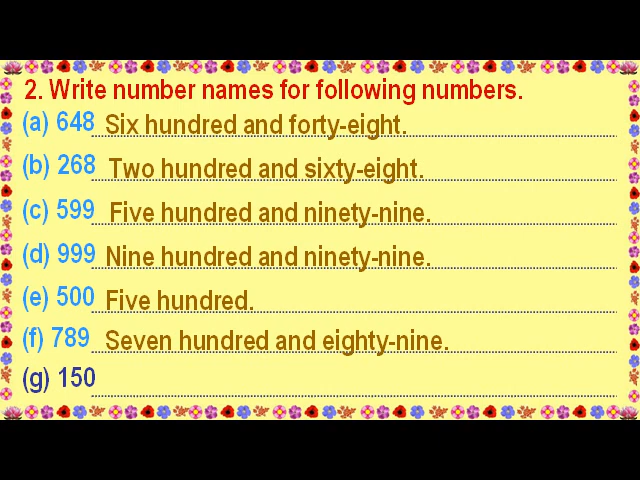 2. Write number names for following numbers.
(a) 648 Six hundred and forty-eight.
(b) 268 Two hundred and sixty-eight.
(c) 599 Five hundred and ninety-nine.
(d) 999 Nine hundred and ninety-nine.
(e) 500 Five hundred.
(f) 789 Seven hundred and eighty-nine.
(g) 150